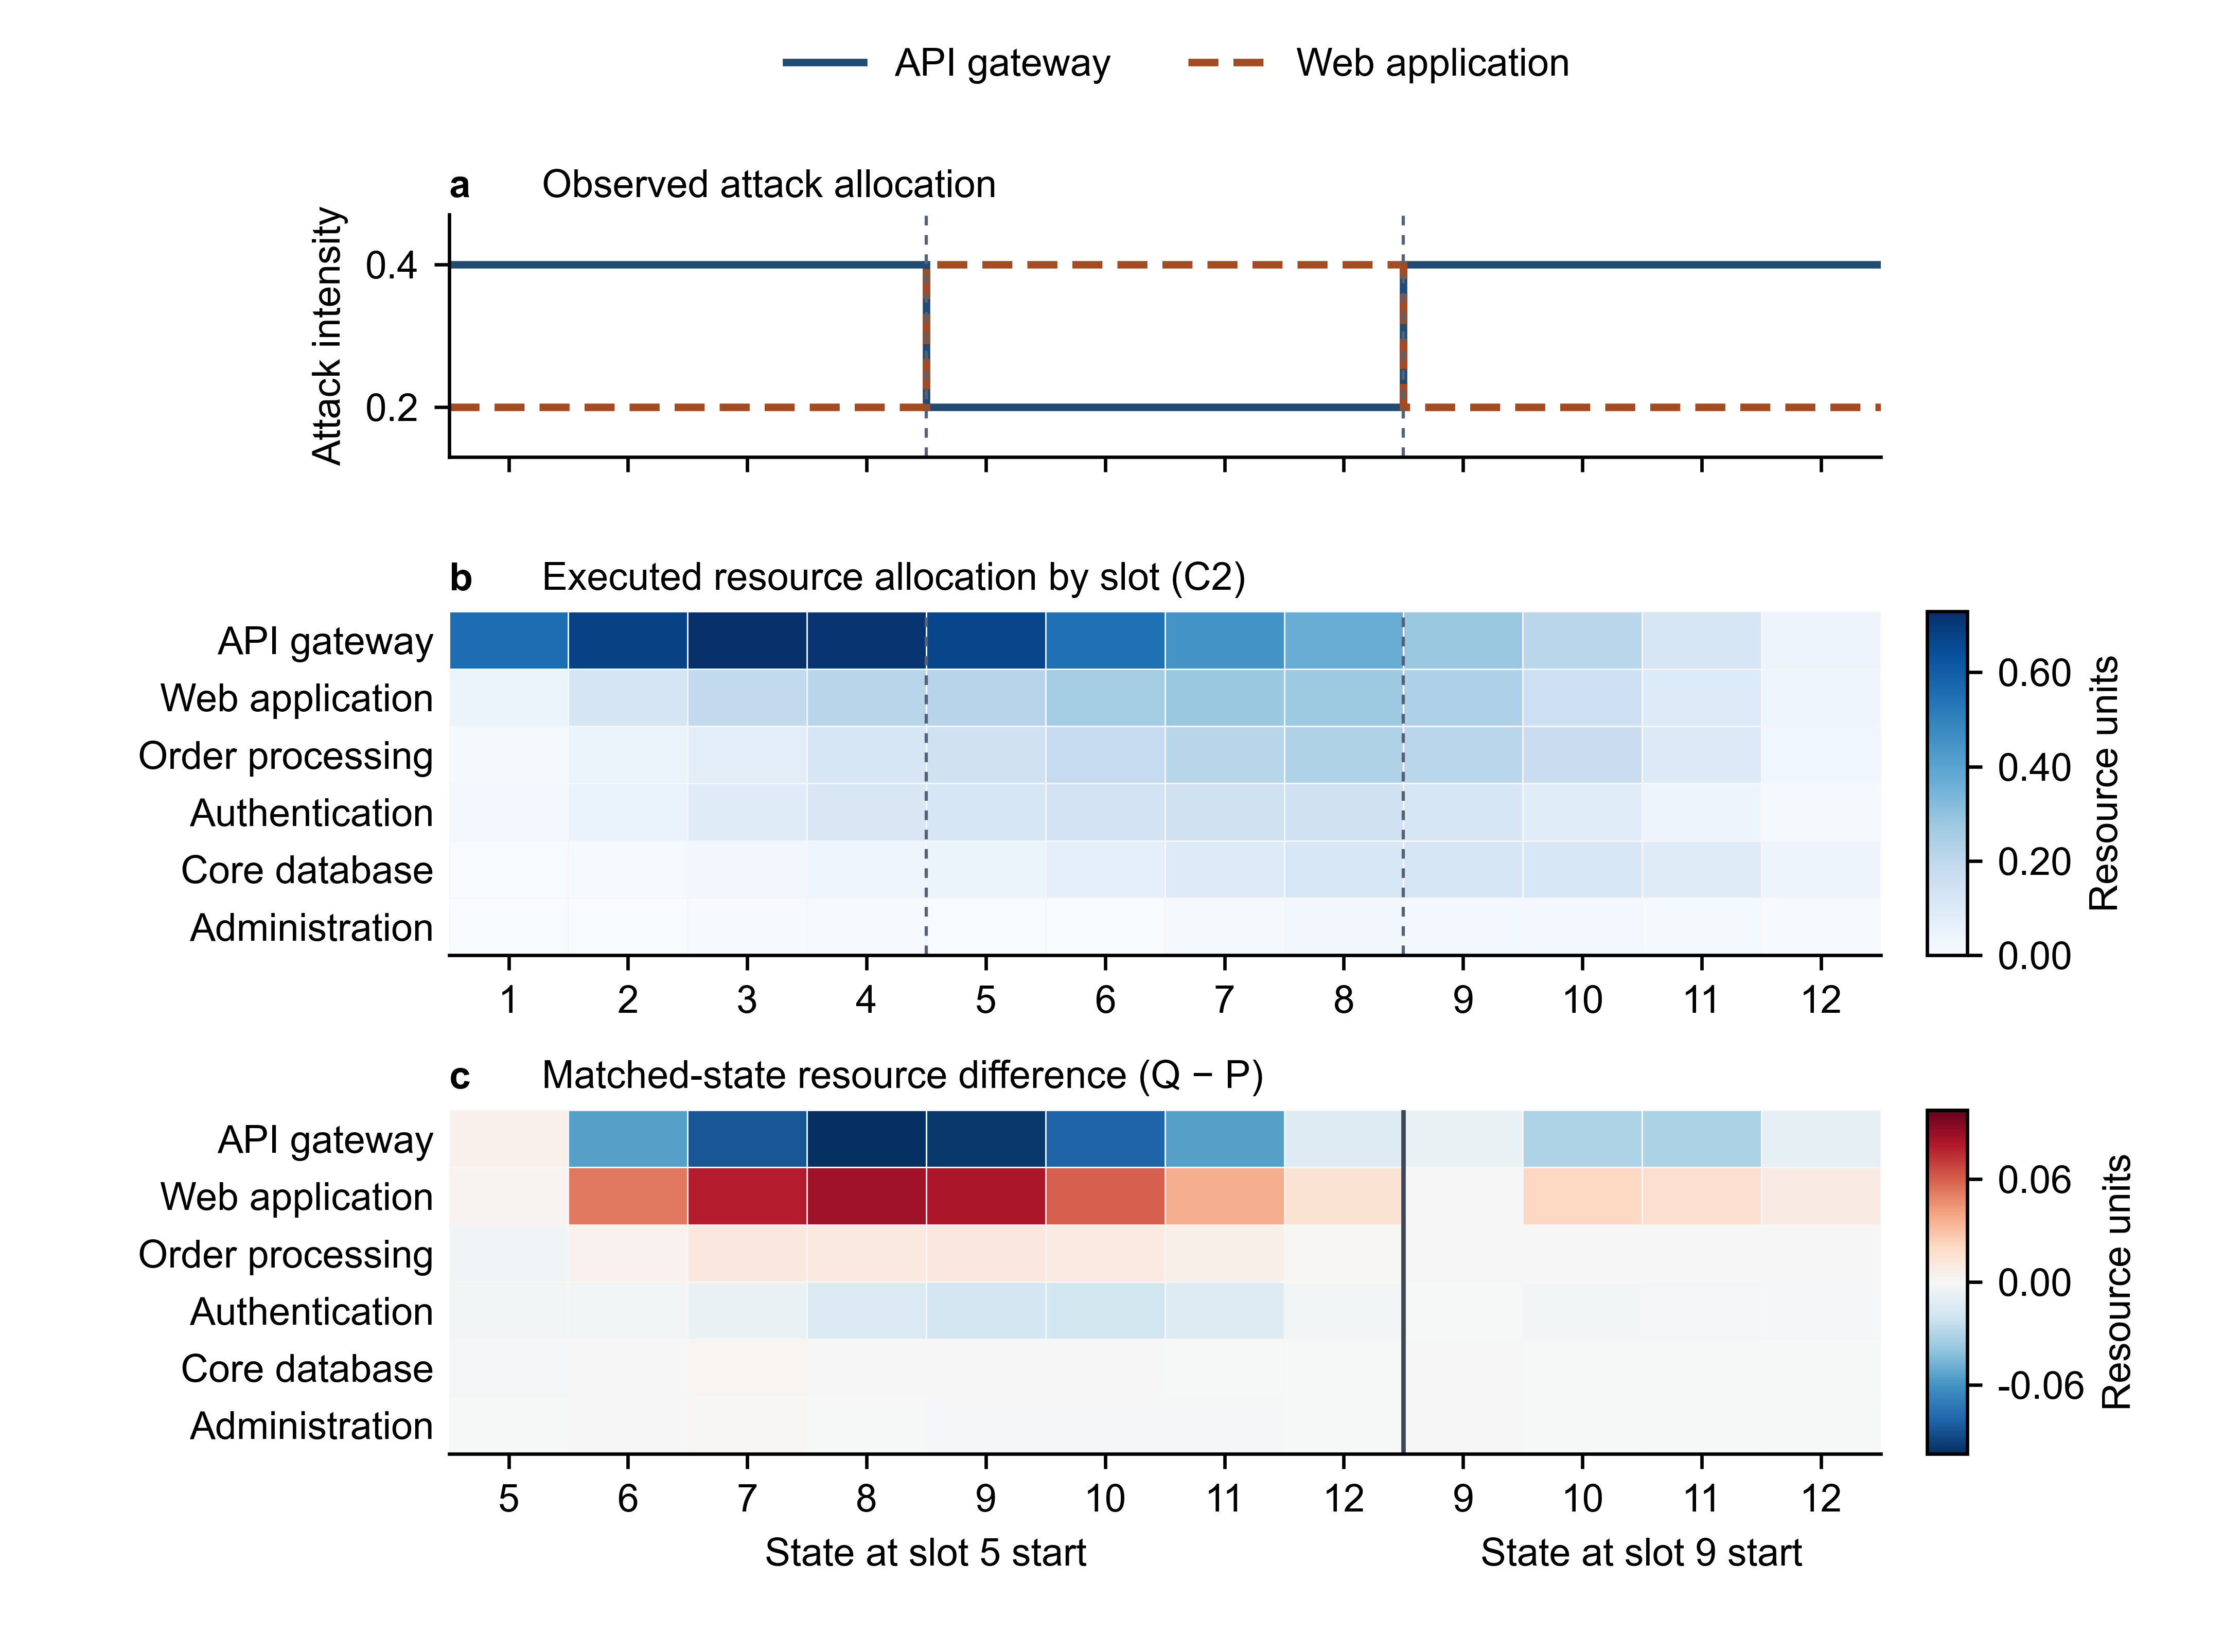 API gateway
Web application
a Observed attack allocation
Attack intensity
0.4
0.2
b Executed resource allocation by slot (C2)
API gateway
Web application
Order processing
Authentication
Core database
Administration
1 2 3 4 5 6 7 8 9 10 11 12
0.60
0.40
0.20
0.00
Resource units
c Matched-state resource difference (Q − P)
API gateway
Web application
Order processing
Authentication
Core database
Administration
5 6 7 8 9 10 11 12 9 10 11 12
State at slot 5 start
State at slot 9 start
0.06
0.00
-0.06
Resource units